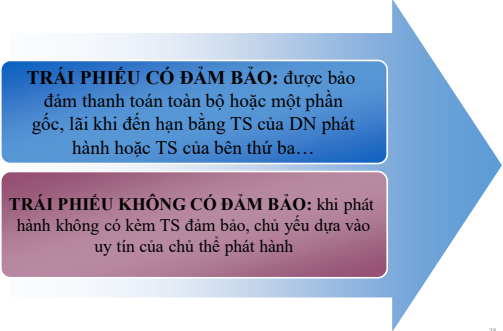 TRÁI PHIẾU CÓ ĐẢM BẢO: được bảo
đảm thanh toán toàn bộ hoặc một phần
gốc, lãi khi đến hạn bằng TS của DN phát
hành hoặc TS của bên thứ ba…
TRÁI PHIẾU KHÔNG CÓ ĐẢM BẢO: khi phát
hành không có kèm TS đảm bảo, chủ yếu dựa vào
uy tín của chủ thể phát hành